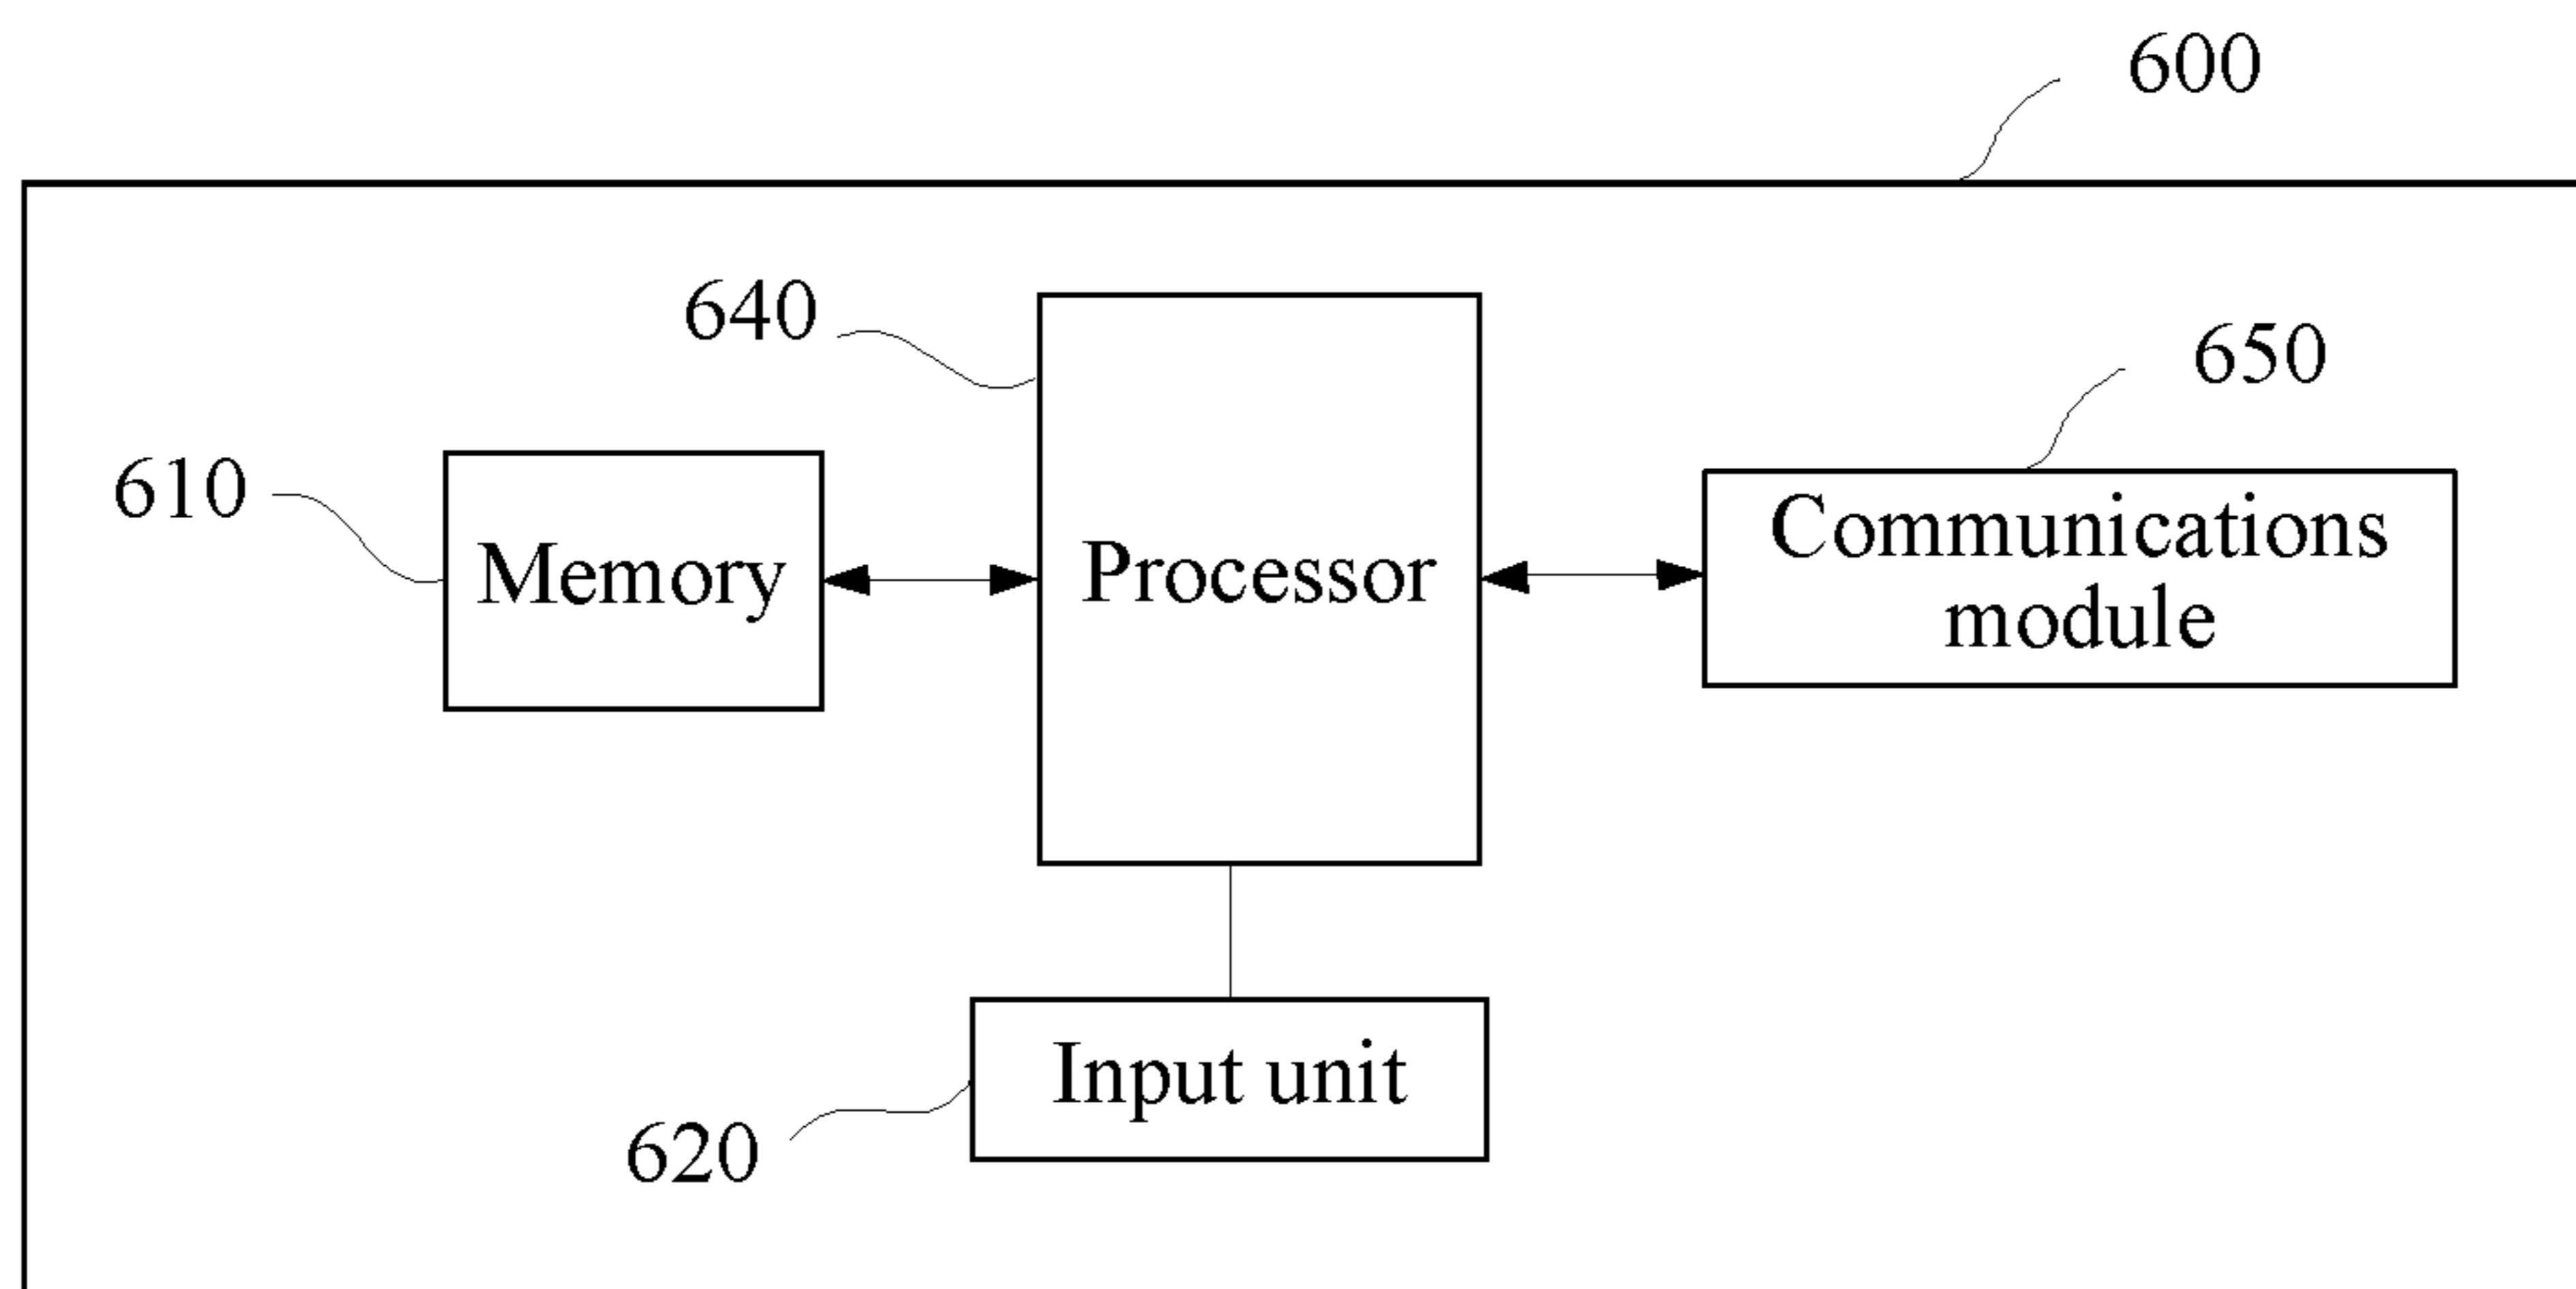 600
640
650
610
Memory
Processor
Communications
module
Input unit
620